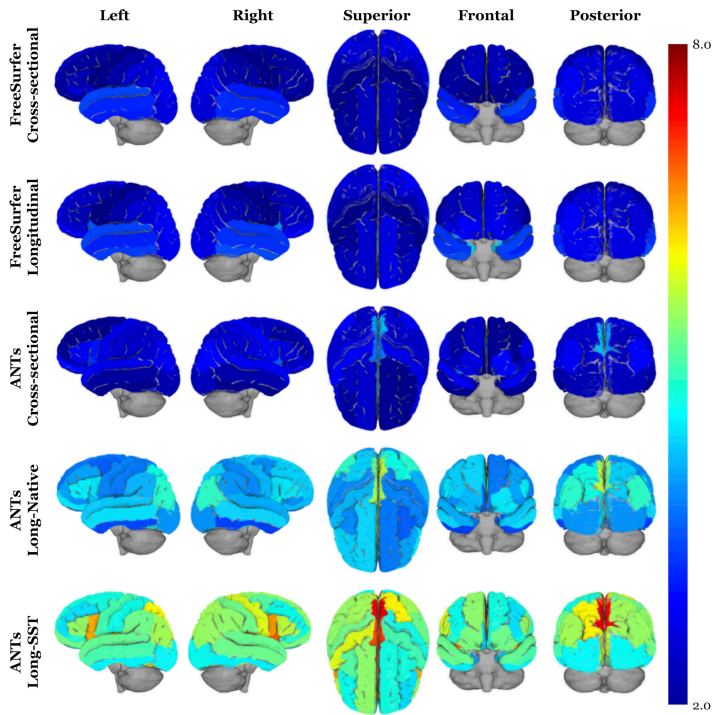 Left Right Superior Frontal Posterior
8.0
FreeSurfer
Cross-sectional
FreeSurfer
Longitudinal
ANTs
Cross-sectional
ANTs
Long-Native
ANTs
Long-SST
2.0